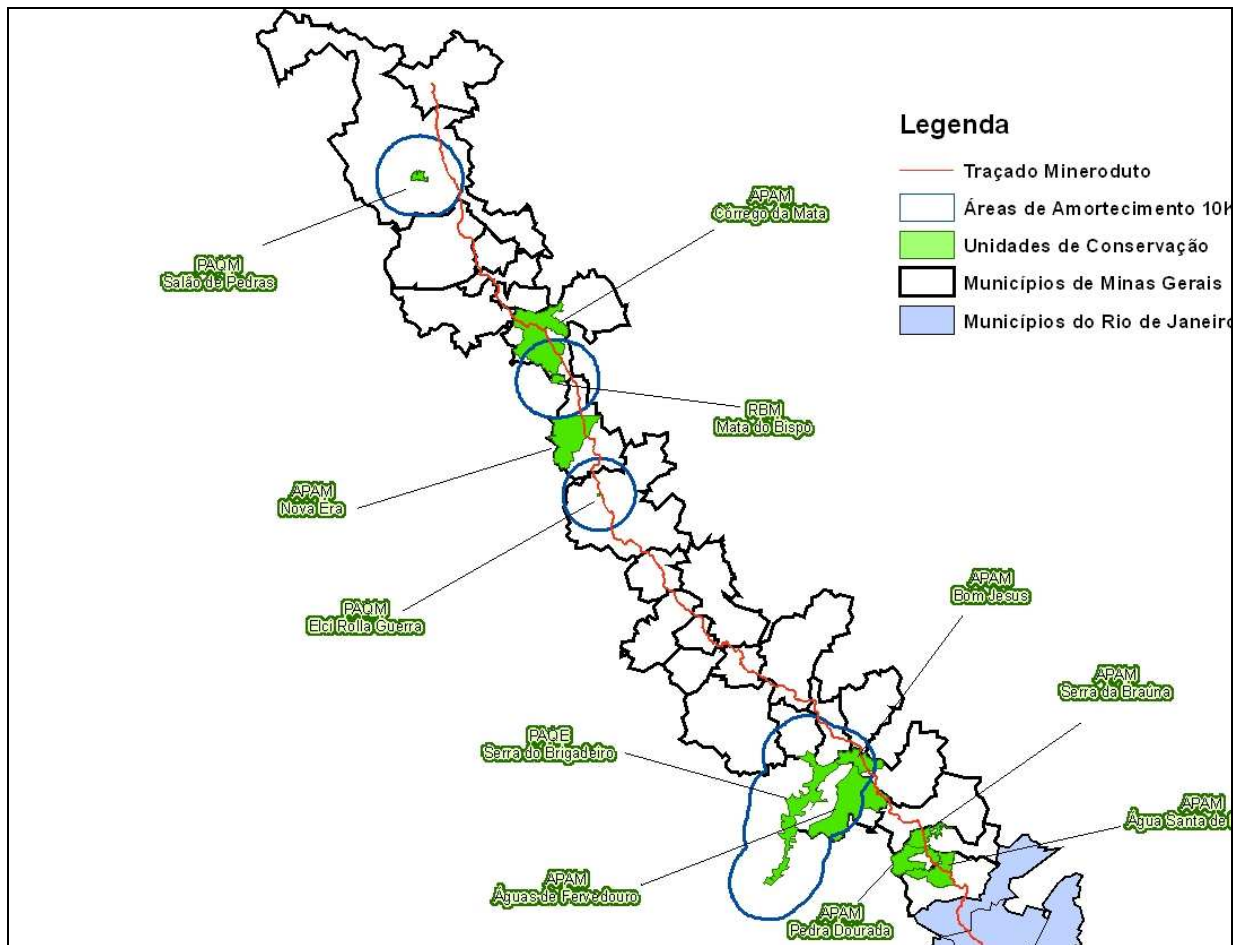 Legenda
Traçado Mineroduto
Áreas de Amortecimento
Unidades de Conservação
Municípios de Minas Gerais
Municípios do Rio de Janeiro
APAM
Córrego da Mata
PAQM
Salão de Pedras
RBM
Mata do Bispo
APAM
Nova Era
PAQM
Elci Rolla Guerra
APAM
Bom Jesus
APAM
Serra da Braúna
PAQE
Serra do Brigadeiro
APAM
Água Santa de
APAM
Águas de Fervedouro
APAM
Pedra Dourada